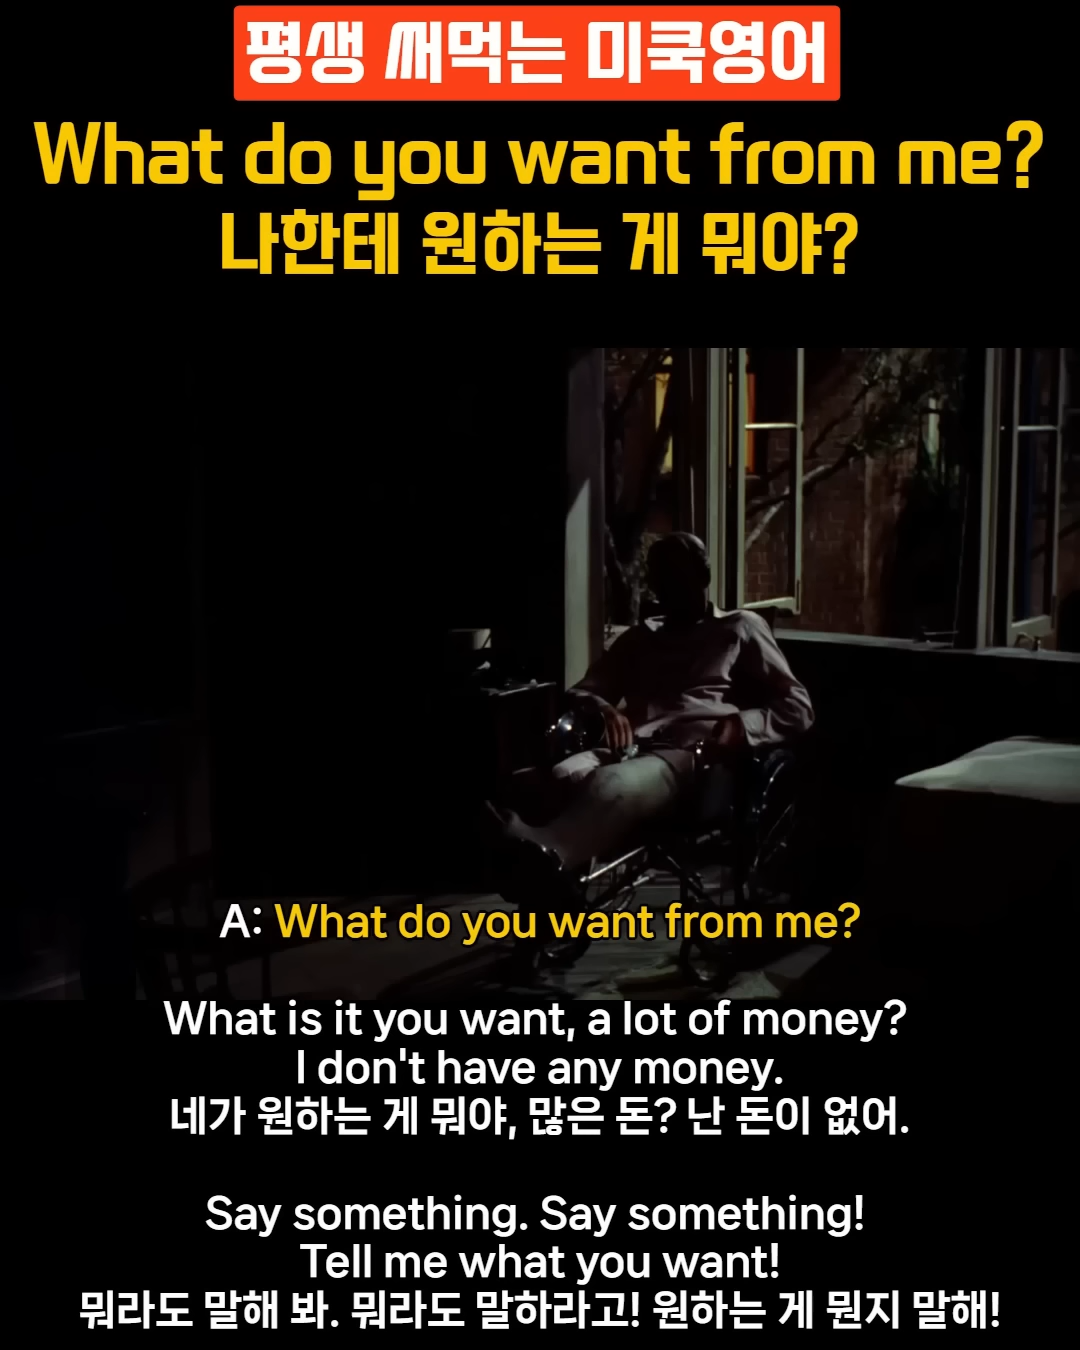 평생 써먹는 미쿡영어
What do you want from me?
나한테 원하는 게 뭐야?
A: What do you want from me?
What is it you want, a lot of money?
I don't have any money.
네가 원하는 게 뭐야, 많은 돈? 난 돈이 없어.
Say something. Say something!
Tell me what you want!
뭐라도 말해 봐. 뭐라도 말하라고! 원하는 게 뭔지 말해!